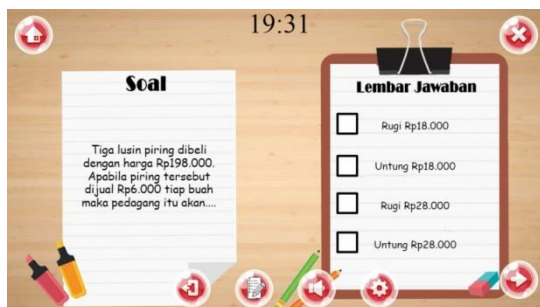 19:31
Soal
Tiga lusin piring dibeli
dengan harga Rp198.000.
Apabila piring tersebut
dijual Rp6.000 tiap buah
maka pedagang itu akan....
Lembar Jawaban
Rugi Rp18.000
Untung Rp18.000
Rugi Rp28.000
Untung Rp28.000